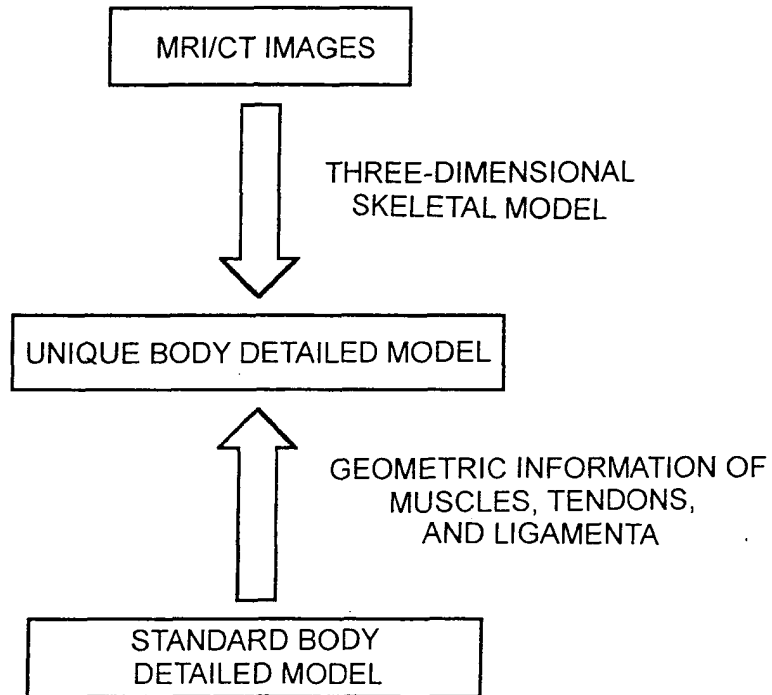 MRI/CT IMAGES
THREE-DIMENSIONAL
SKELETAL MODEL
UNIQUE BODY DETAILED MODEL
GEOMETRIC INFORMATION OF
MUSCLES, TENDONS,
AND LIGAMENTA
STANDARD BODY
DETAILED MODEL